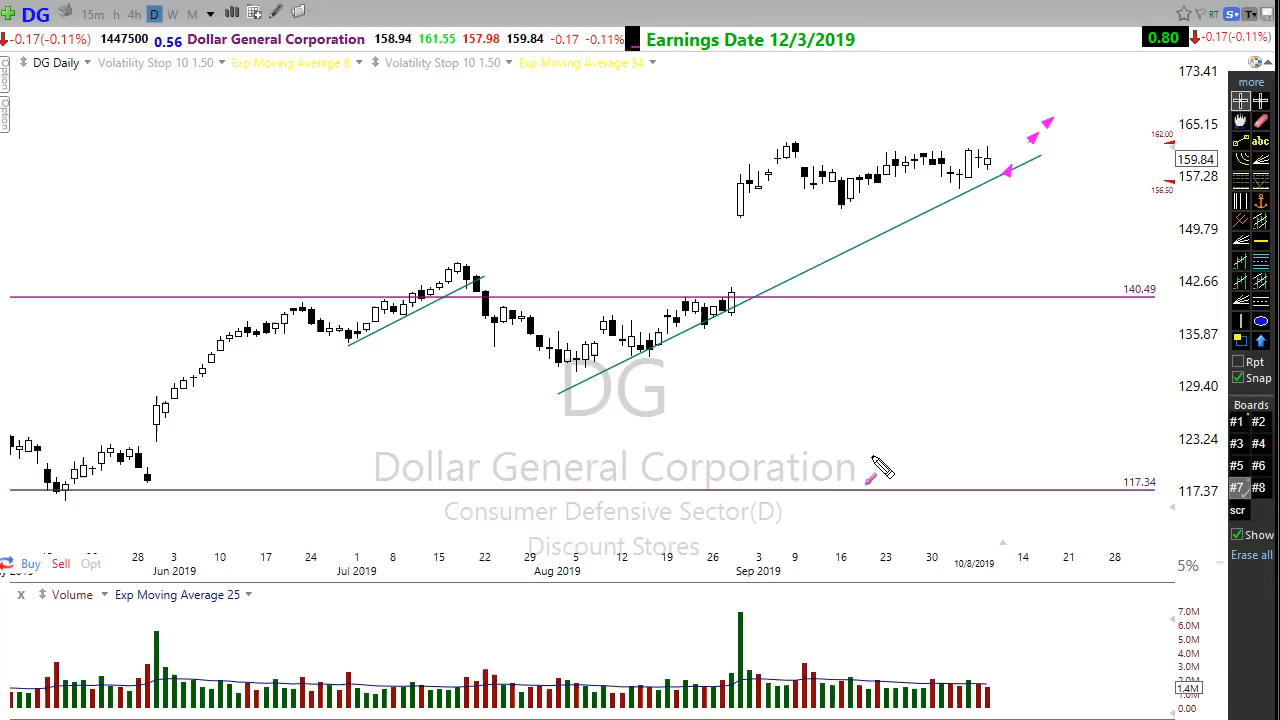 DG 15m h 4h D W M RT S T
-0.17(-0.11%) 1447500 0.56 Dollar General Corporation 158.94 161.55 157.98 159.84 -0.17 -0.11% Earnings Date 12/3/2019 0.80 -0.17(-0.11%)
DG Daily Volatility Stop 10 1.50 Exp Moving Average 8 Volatility Stop 10 1.50 Exp Moving Average 34
Option
Option
173.41
165.15
162.00
159.84
157.28
156.50
149.79
142.66
140.49
135.87
129.40
123.24
117.34
117.37
DG
Dollar General Corporation
Consumer Defensive Sector(D)
Discount Stores
28 3 10 17 24 1 8 15 22 29 5 12 19 26 3 9 16 23 30 14 21 28
Jun 2019 Jul 2019 Aug 2019 Sep 2019 10/8/2019
Buy Sell Opt
5%
X Volume Exp Moving Average 25
7.0M
6.0M
5.0M
4.0M
3.0M
1.4M
0.00
more
abc
Rpt
Snap
Boards
#1 #2
#3 #4
#5 #6
#7 #8
scr
Show
Erase all